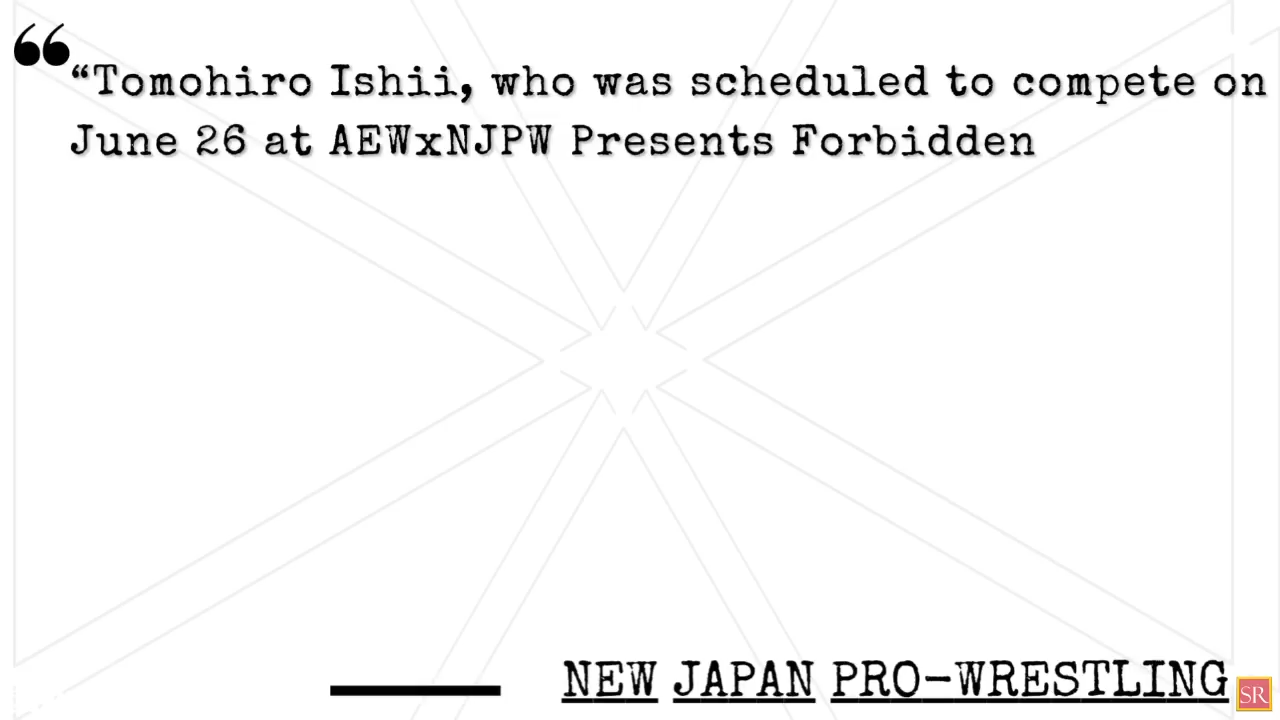 ❝
“Tomohiro Ishii, who was scheduled to compete on
June 26 at AEWxNJPW Presents Forbidden
NEW JAPAN PRO-WRESTLING
SR